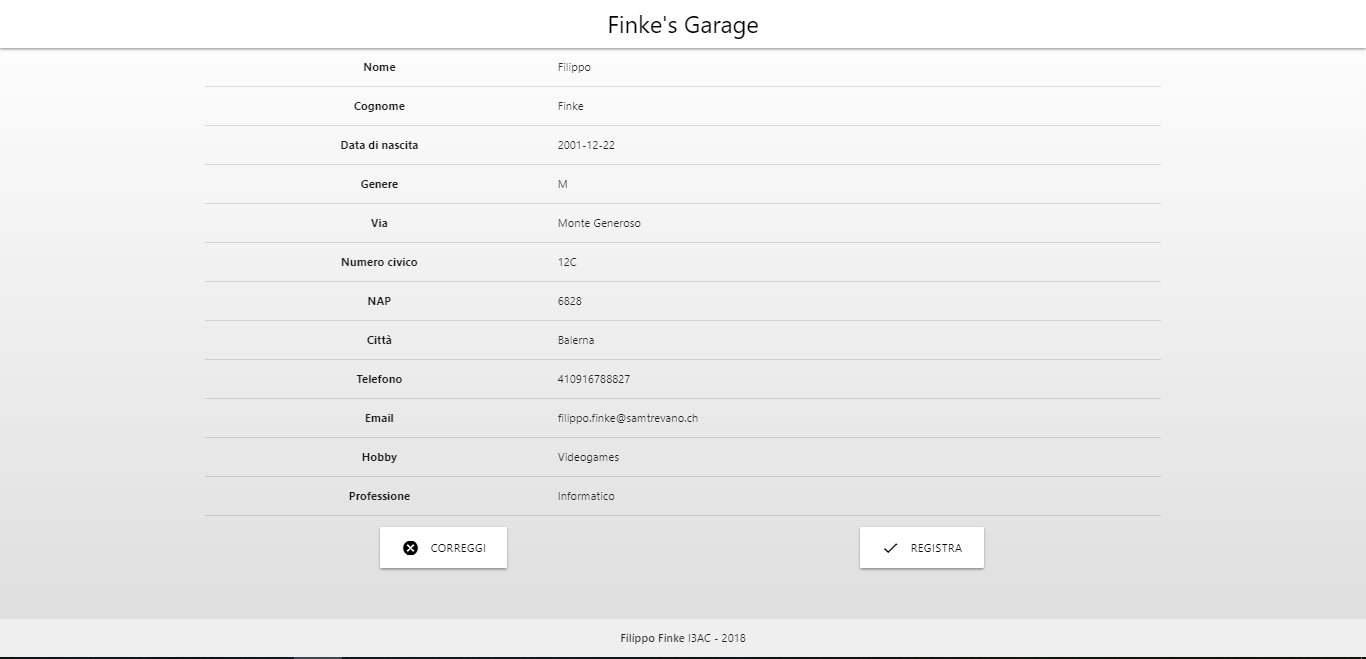 Finke's Garage
Nome Filippo
Cognome Finke
Data di nascita 2001-12-22
Genere M
Via Monte Generoso
Numero civico 12C
NAP 6828
Città Balerna
Telefono 410916788827
Email filippo.finke@samtrevano.ch
Hobby Videogames
Professione Informatico
CORREGGI REGISTRA
Filippo Finke I3AC - 2018